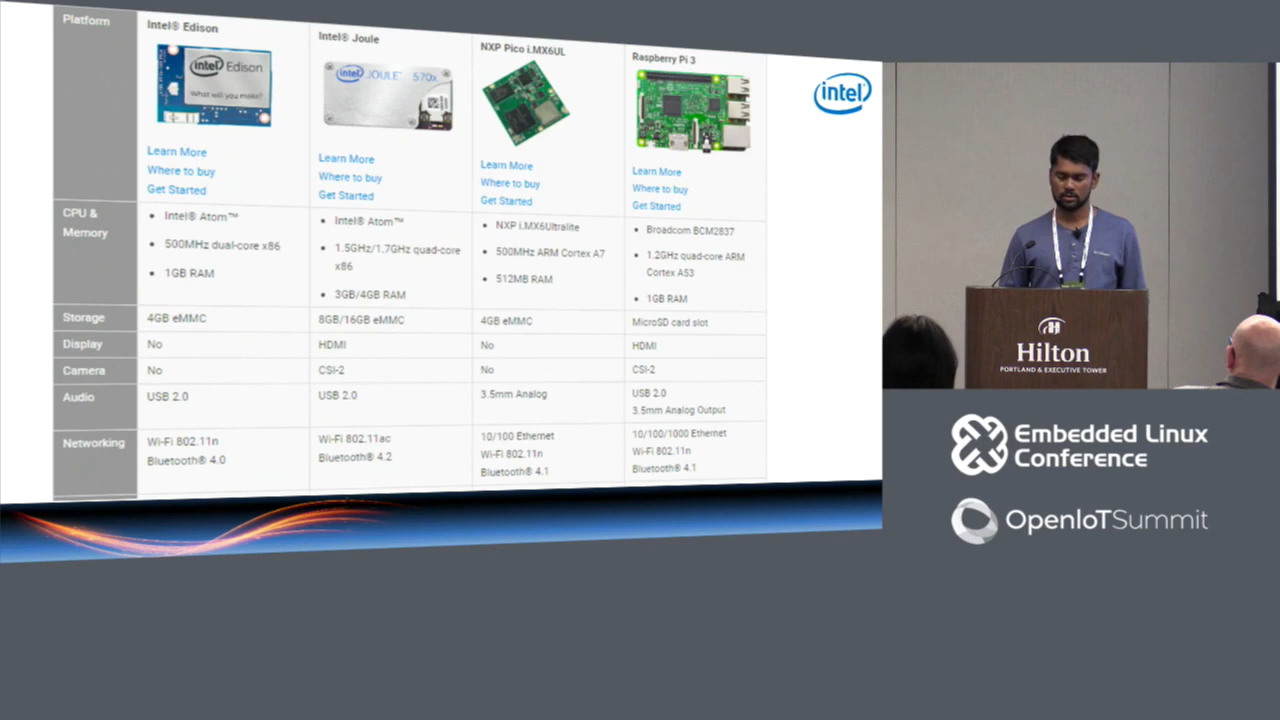 Platform
Intel® Edison
intel Edison
What will you make?
Learn More
Where to buy
Get Started
Intel® Joule
intel JOULE™ 570x
Learn More
Where to buy
Get Started
NXP Pico i.MX6UL
Learn More
Where to buy
Get Started
Raspberry Pi 3
Learn More
Where to buy
Get Started
CPU &
Memory
• Intel® Atom™
• 500MHz dual-core x86
• 1GB RAM
• Intel® Atom™
• 1.5GHz/1.7GHz quad-core
x86
• 3GB/4GB RAM
• NXP i.MX6Ultralite
• 500MHz ARM Cortex A7
• 512MB RAM
• Broadcom BCM2837
• 1.2GHz quad-core ARM
Cortex A53
• 1GB RAM
Storage
4GB eMMC
8GB/16GB eMMC
4GB eMMC
MicroSD card slot
Display
No
HDMI
No
HDMI
Camera
No
CSI-2
No
CSI-2
Audio
USB 2.0
USB 2.0
3.5mm Analog
USB 2.0
3.5mm Analog Output
Networking
Wi-Fi 802.11n
Bluetooth® 4.0
Wi-Fi 802.11ac
Bluetooth® 4.2
10/100 Ethernet
Wi-Fi 802.11n
Bluetooth® 4.1
10/100/1000 Ethernet
Wi-Fi 802.11n
Bluetooth® 4.1
intel®
H
Hilton
PORTLAND & EXECUTIVE TOWER
Embedded Linux
Conference
OpenIoTSummit